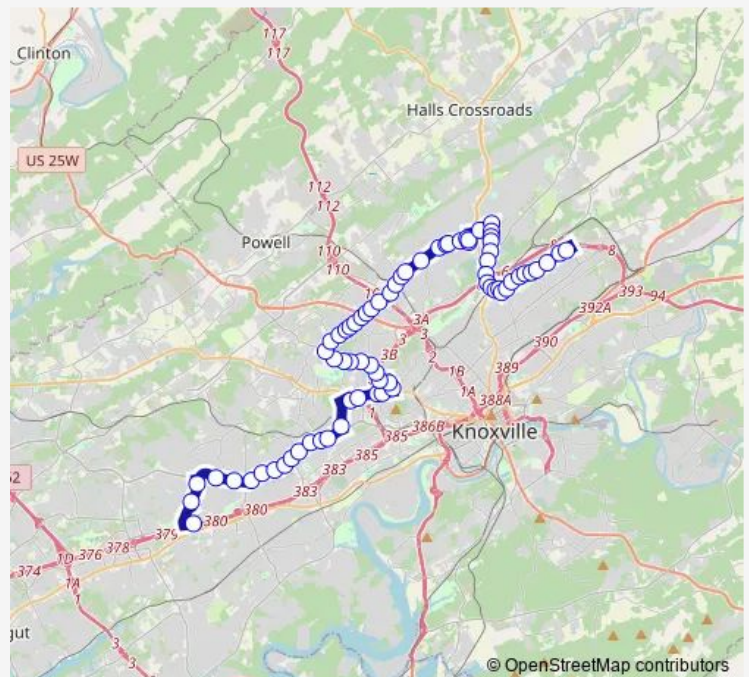 Clinton
117
117
Halls Crossroads
US 25W
112
112
Powell
110
110
8
393
94
392A
3A
3
3
390
3B
2
1B
389
1A
388A
1
386B
Knoxville
385
385
383
383
380
380
379
378
376
374
1D
1A
3
3
© OpenStreetMap contributors